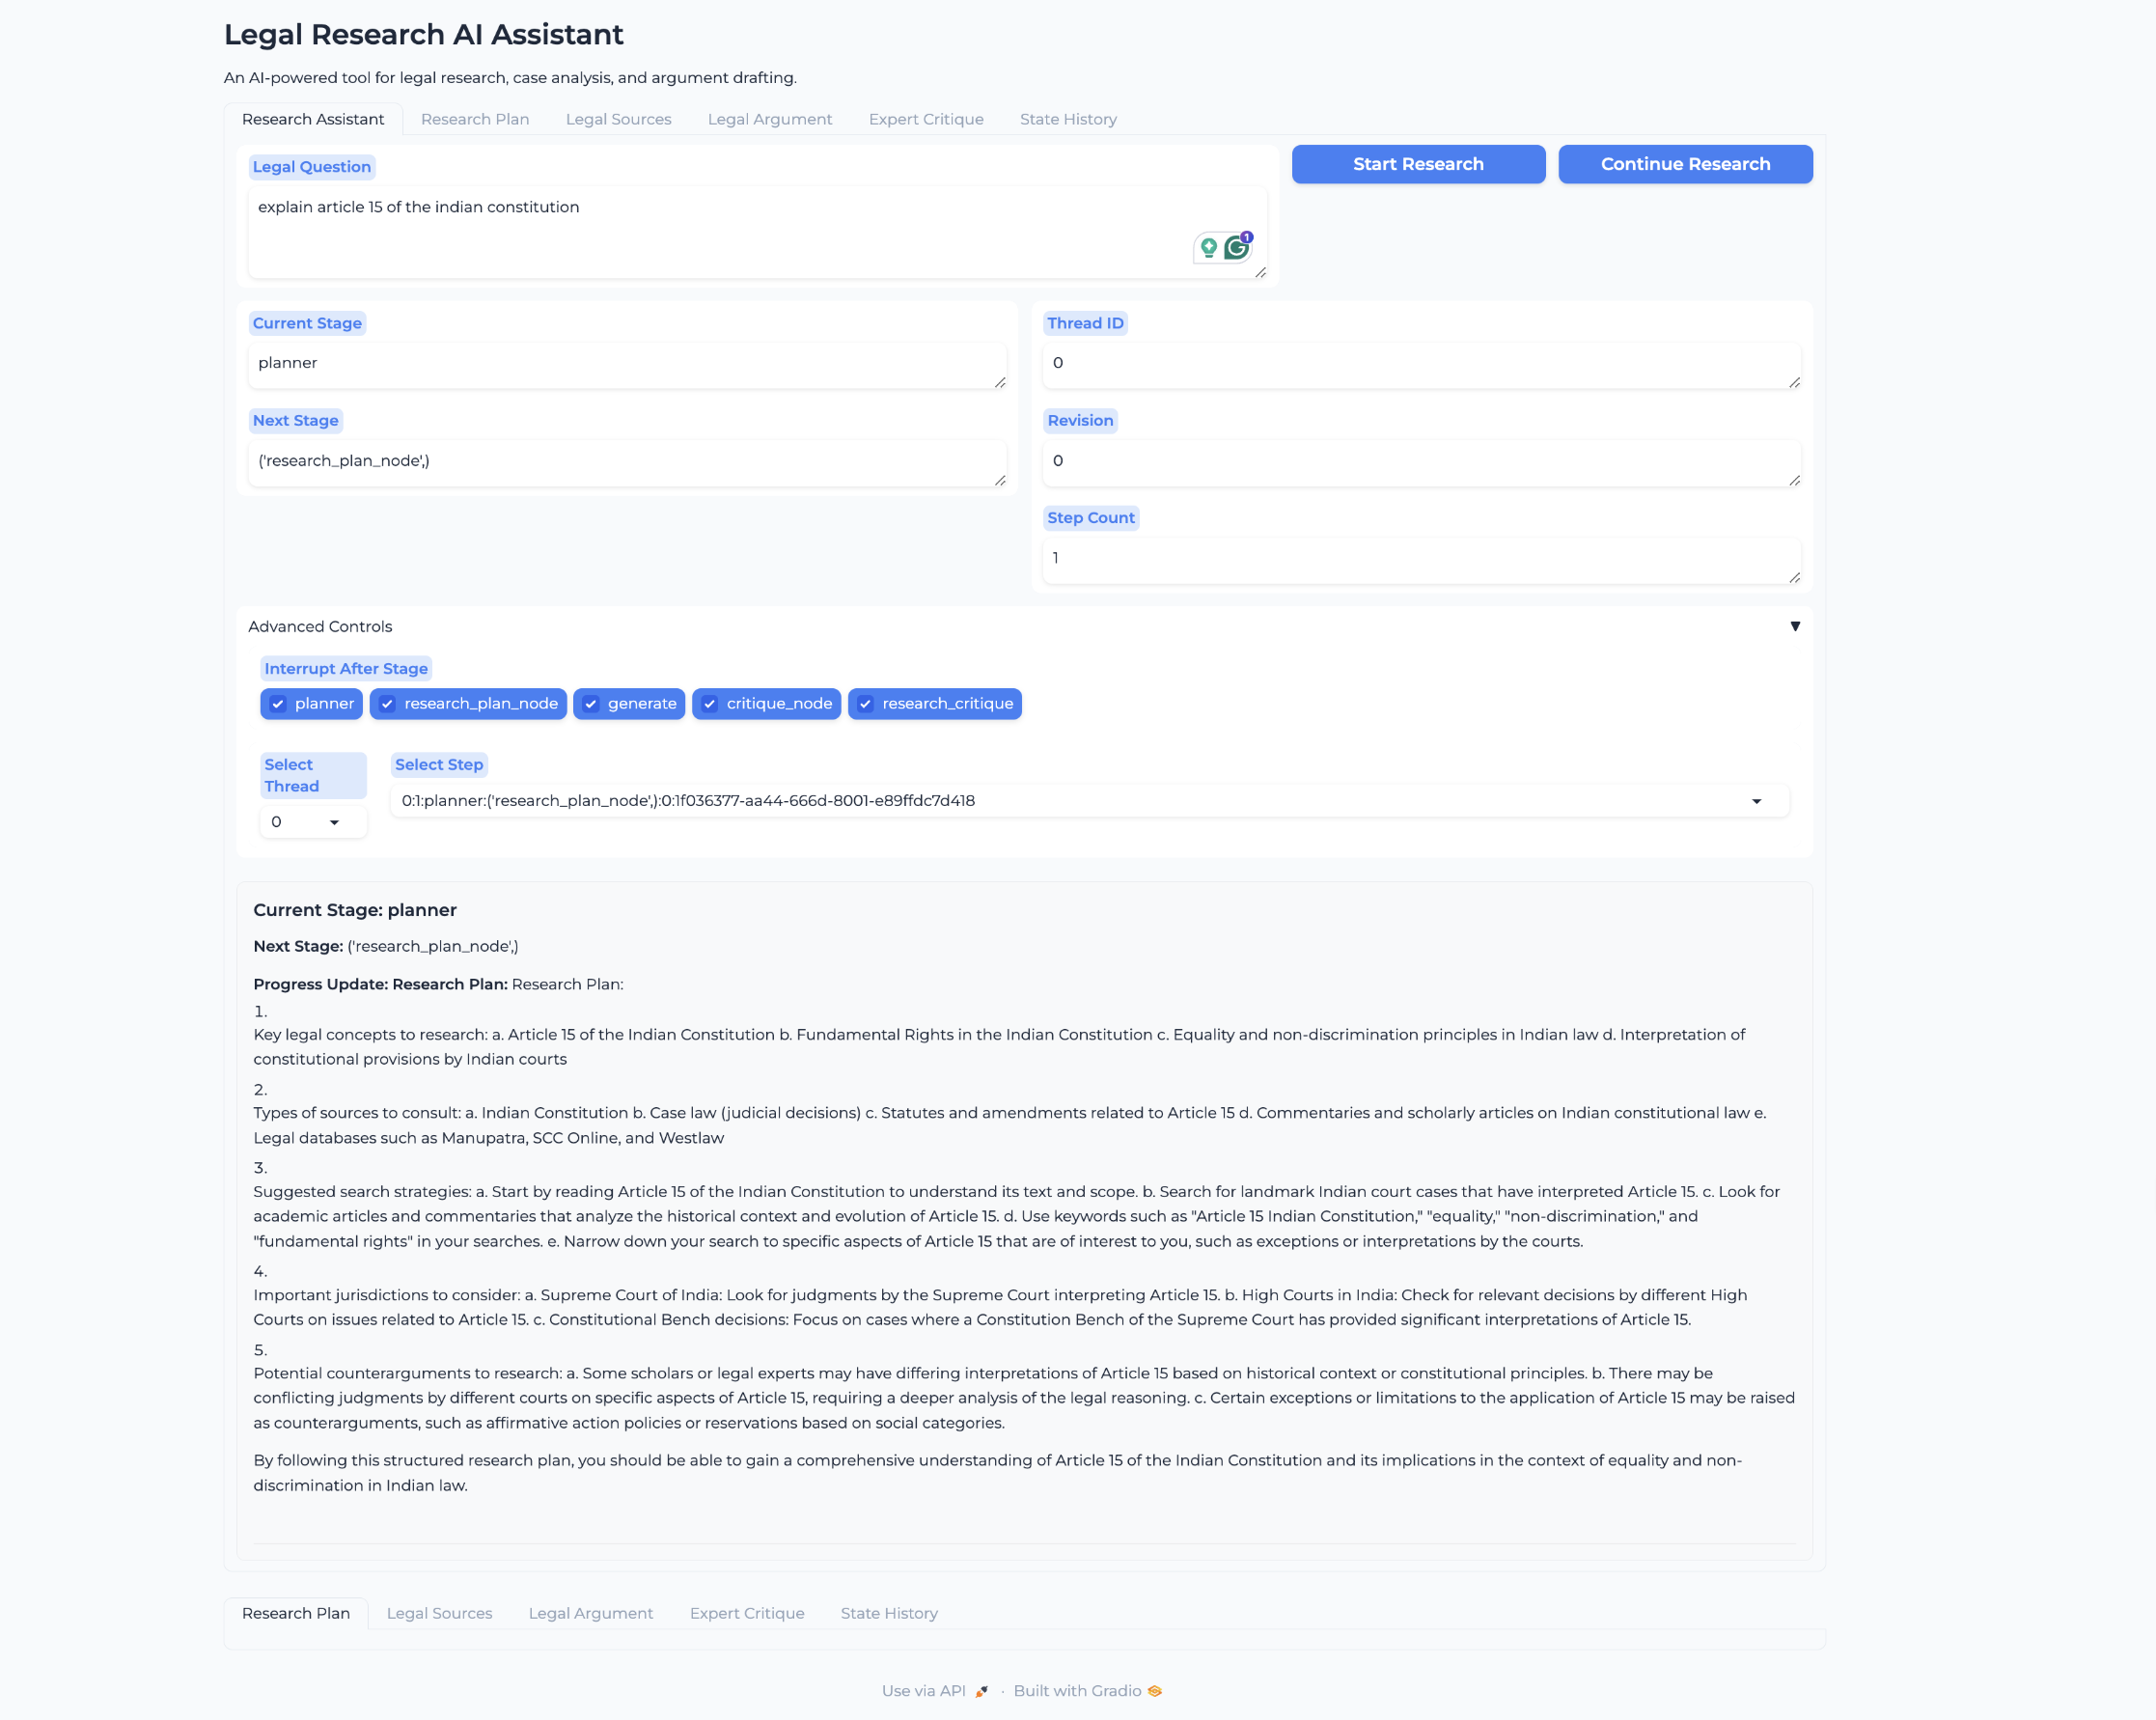 Legal Research AI Assistant
An AI-powered tool for legal research, case analysis, and argument drafting.
Research Assistant Research Plan Legal Sources Legal Argument Expert Critique State History
Legal Question
explain article 15 of the indian constitution
1
Start Research Continue Research
Current Stage
planner
Next Stage
('research_plan_node',)
Thread ID
0
Revision
0
Step Count
1
Advanced Controls
Interrupt After Stage
planner research_plan_node generate critique_node research_critique
Select
Thread
0
Select Step
0:1:planner:('research_plan_node',):0:1f036377-aa44-666d-8001-e89ffdc7d418
Current Stage: planner
Next Stage: ('research_plan_node',)
Progress Update: Research Plan: Research Plan:
1.
Key legal concepts to research: a. Article 15 of the Indian Constitution b. Fundamental Rights in the Indian Constitution c. Equality and non-discrimination principles in Indian law d. Interpretation of
constitutional provisions by Indian courts
2.
Types of sources to consult: a. Indian Constitution b. Case law (judicial decisions) c. Statutes and amendments related to Article 15 d. Commentaries and scholarly articles on Indian constitutional law e.
Legal databases such as Manupatra, SCC Online, and Westlaw
3.
Suggested search strategies: a. Start by reading Article 15 of the Indian Constitution to understand its text and scope. b. Search for landmark Indian court cases that have interpreted Article 15. c. Look for
academic articles and commentaries that analyze the historical context and evolution of Article 15. d. Use keywords such as "Article 15 Indian Constitution," "equality," "non-discrimination," and
"fundamental rights" in your searches. e. Narrow down your search to specific aspects of Article 15 that are of interest to you, such as exceptions or interpretations by the courts.
4.
Important jurisdictions to consider: a. Supreme Court of India: Look for judgments by the Supreme Court interpreting Article 15. b. High Courts in India: Check for relevant decisions by different High
Courts on issues related to Article 15. c. Constitutional Bench decisions: Focus on cases where a Constitution Bench of the Supreme Court has provided significant interpretations of Article 15.
5.
Potential counterarguments to research: a. Some scholars or legal experts may have differing interpretations of Article 15 based on historical context or constitutional principles. b. There may be
conflicting judgments by different courts on specific aspects of Article 15, requiring a deeper analysis of the legal reasoning. c. Certain exceptions or limitations to the application of Article 15 may be raised
as counterarguments, such as affirmative action policies or reservations based on social categories.
By following this structured research plan, you should be able to gain a comprehensive understanding of Article 15 of the Indian Constitution and its implications in the context of equality and non-
discrimination in Indian law.
Research Plan Legal Sources Legal Argument Expert Critique State History
Use via API · Built with Gradio